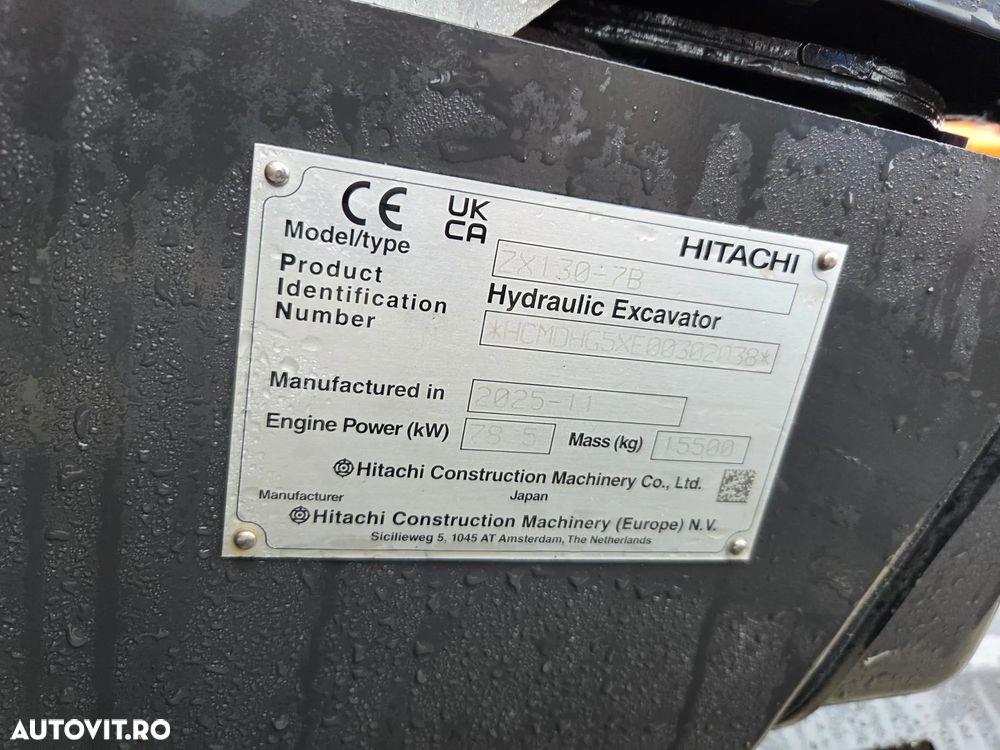 CE UK CA HITACHI
Model/type ZX130-7B
Product Identification Number
Hydraulic Excavator
*HCMDHG5XE00302038*
Manufactured in 2025-11
Engine Power (kW) 78.5 Mass (kg) 15500
Hitachi Construction Machinery Co., Ltd.
Manufacturer Japan
Hitachi Construction Machinery (Europe) N.V.
Sicilieweg 5, 1045 AT Amsterdam, The Netherlands
AUTOVIT.RO